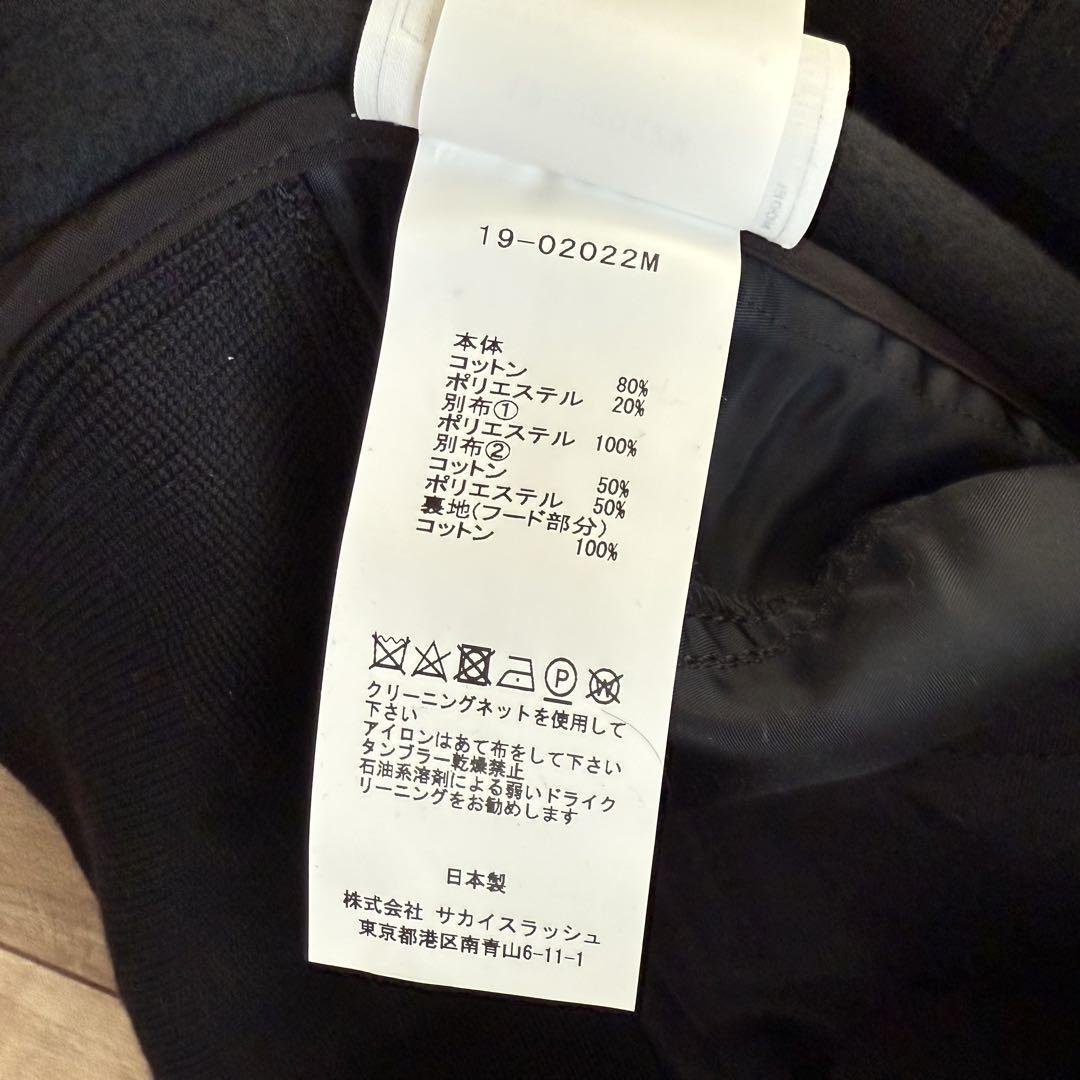 19-02022M
本体
コットン 80%
ポリエステル 20%
別布①
ポリエステル 100%
別布②
コットン 50%
ポリエステル 50%
裏地(フード部分)
コットン 100%
P
W
クリーニングネットを使用して
下さい
アイロンはあて布をして下さい
タンブラー乾燥禁止
石油系溶剤による弱いドライク
リーニングをお勧めします
日本製
株式会社 サカイスラッシュ
東京都港区南青山6-11-1